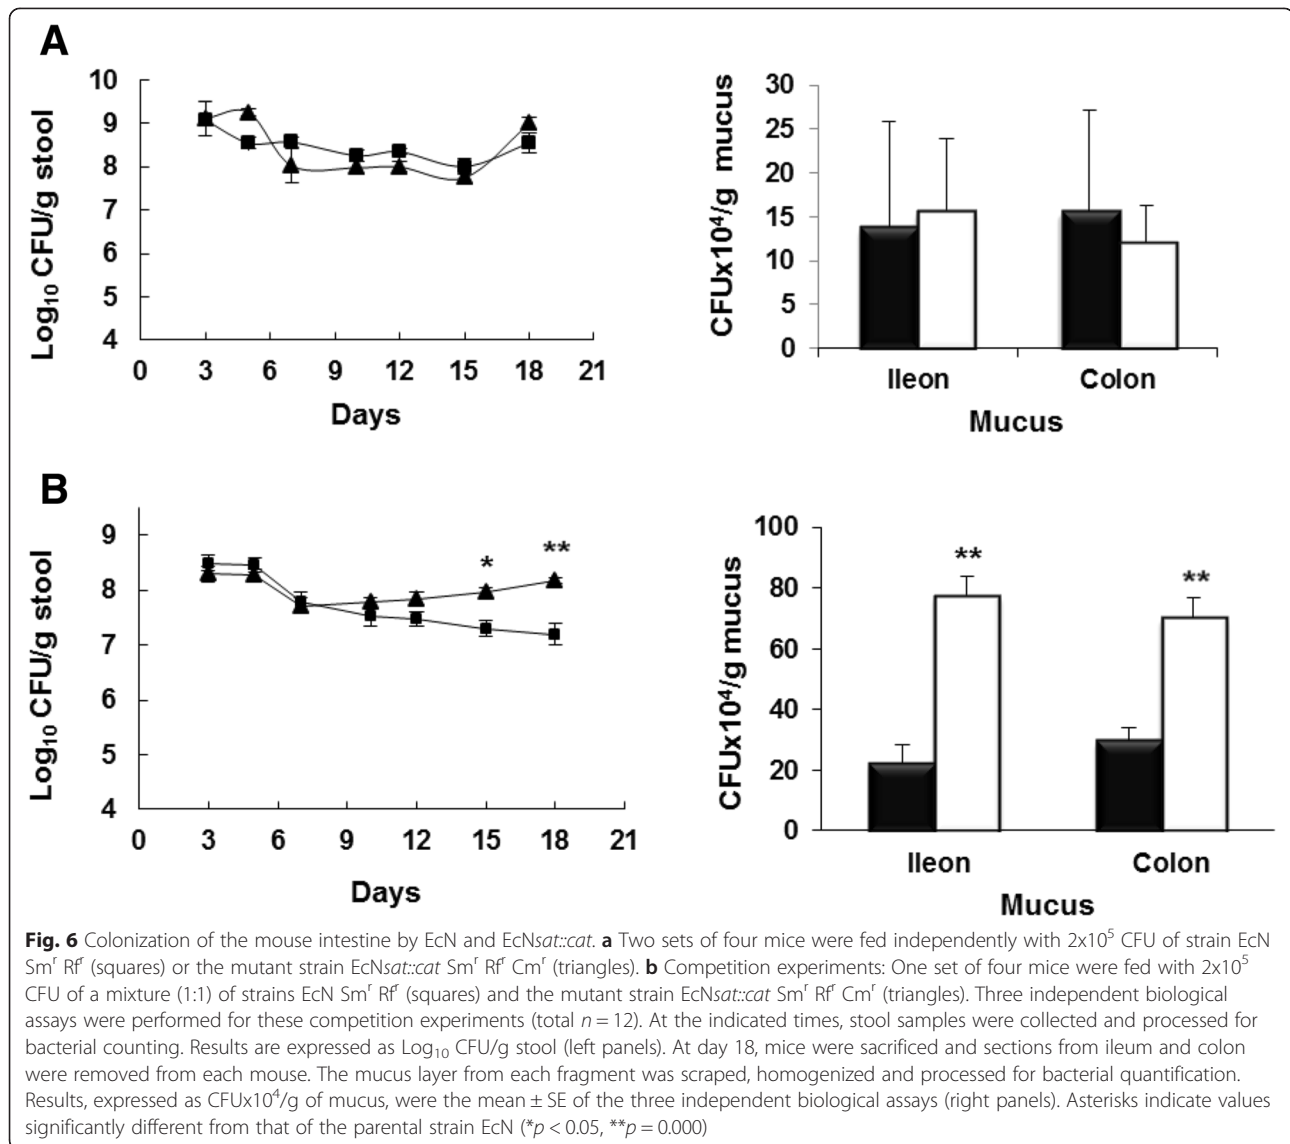 A
10
9
8
7
6
5
4
0 3 6 9 12 15 18 21
Log₁₀ CFU/g stool
Days
30
25
20
15
10
5
0
CFUx10⁴/g mucus
Ileon Colon
Mucus
B
9
8
7
6
5
4
* **
0 3 6 9 12 15 18 21
Log₁₀ CFU/g stool
Days
100
80
60
40
20
0
** **
CFUx10⁴/g mucus
Ileon Colon
Mucus
Fig. 6 Colonization of the mouse intestine by EcN and EcNsat::cat. a Two sets of four mice were fed independently with 2x10⁵ CFU of strain EcN
Smʳ Rfʳ (squares) or the mutant strain EcNsat::cat Smʳ Rfʳ Cmʳ (triangles). b Competition experiments: One set of four mice were fed with 2x10⁵
CFU of a mixture (1:1) of strains EcN Smʳ Rfʳ (squares) and the mutant strain EcNsat::cat Smʳ Rfʳ Cmʳ (triangles). Three independent biological
assays were performed for these competition experiments (total n = 12). At the indicated times, stool samples were collected and processed for
bacterial counting. Results are expressed as Log₁₀ CFU/g stool (left panels). At day 18, mice were sacrificed and sections from ileum and colon
were removed from each mouse. The mucus layer from each fragment was scraped, homogenized and processed for bacterial quantification.
Results, expressed as CFUx10⁴/g of mucus, were the mean ± SE of the three independent biological assays (right panels). Asterisks indicate values
significantly different from that of the parental strain EcN (*p < 0.05, **p = 0.000)